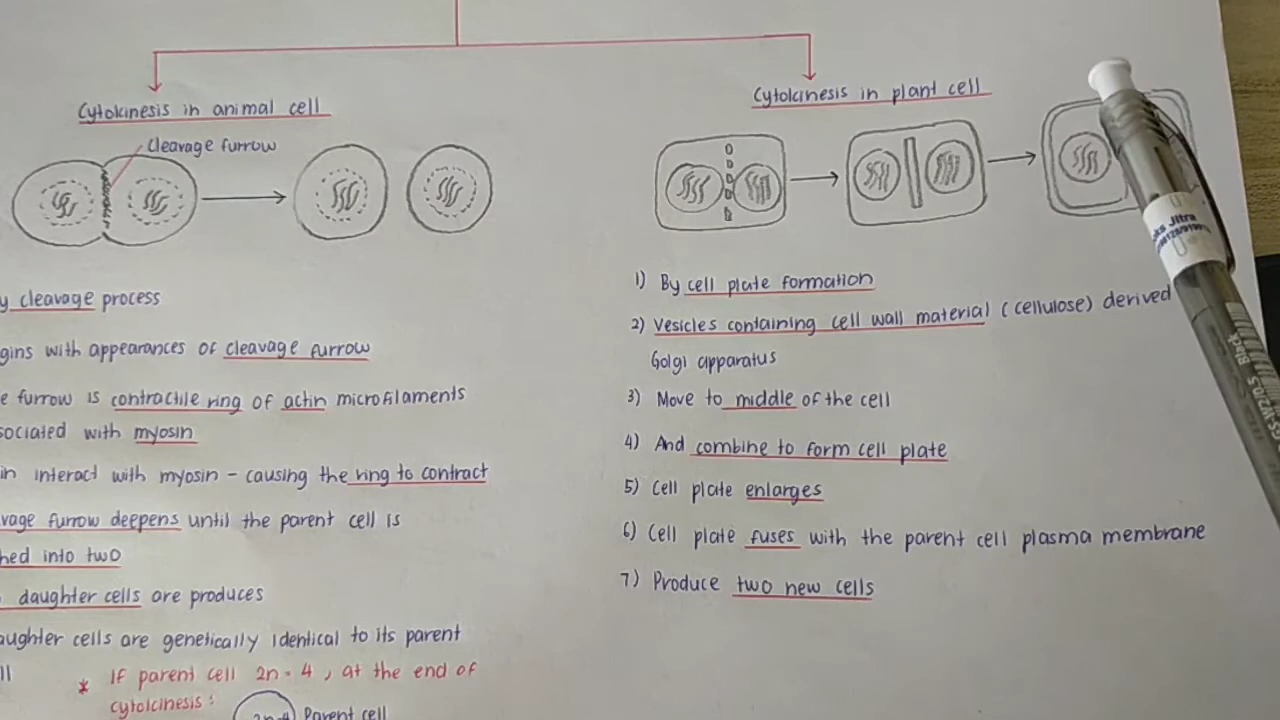 Cytokinesis in animal cell
Cleavage furrow
y cleavage process
gins with appearances of cleavage furrow
e furrow is contractile ring of actin microfilaments
sociated with myosin
in interact with myosin - causing the ring to contract
vage furrow deepens until the parent cell is
hed into two
daughter cells are produces
aughter cells are genetically identical to its parent
ll
* If parent cell 2n = 4, at the end of
cytokinesis:
2n=4 Parent cell
Cytokinesis in plant cell
1) By cell plate formation
2) Vesicles containing cell wall material (cellulose) derived
Golgi apparatus
3) Move to middle of the cell
4) And combine to form cell plate
5) Cell plate enlarges
6) Cell plate fuses with the parent cell plasma membrane
7) Produce two new cells
Jitra
Black